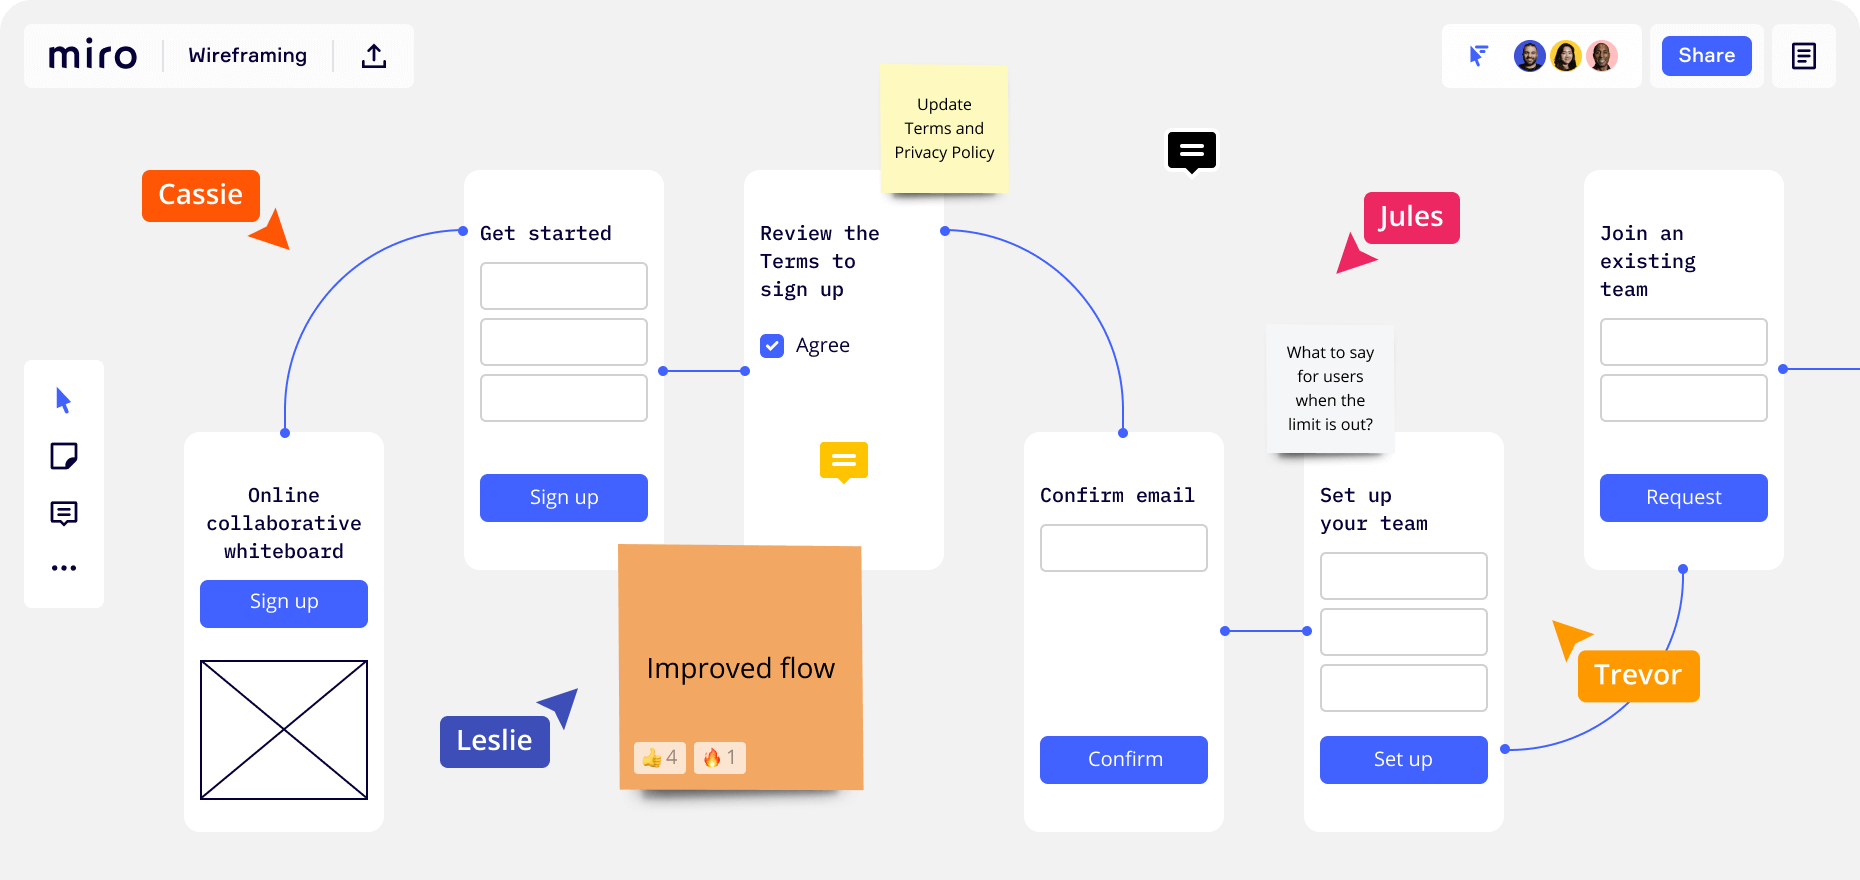 miro
Wireframing
Share
Update
Terms and
Privacy Policy
Cassie
Jules
Get started
Sign up
Review the
Terms to
sign up
Agree
Join an
existing
team
Request
What to say
for users
when the
limit is out?
Online
collaborative
whiteboard
Sign up
Confirm email
Confirm
Set up
your team
Set up
Improved flow
4
1
Leslie
Trevor